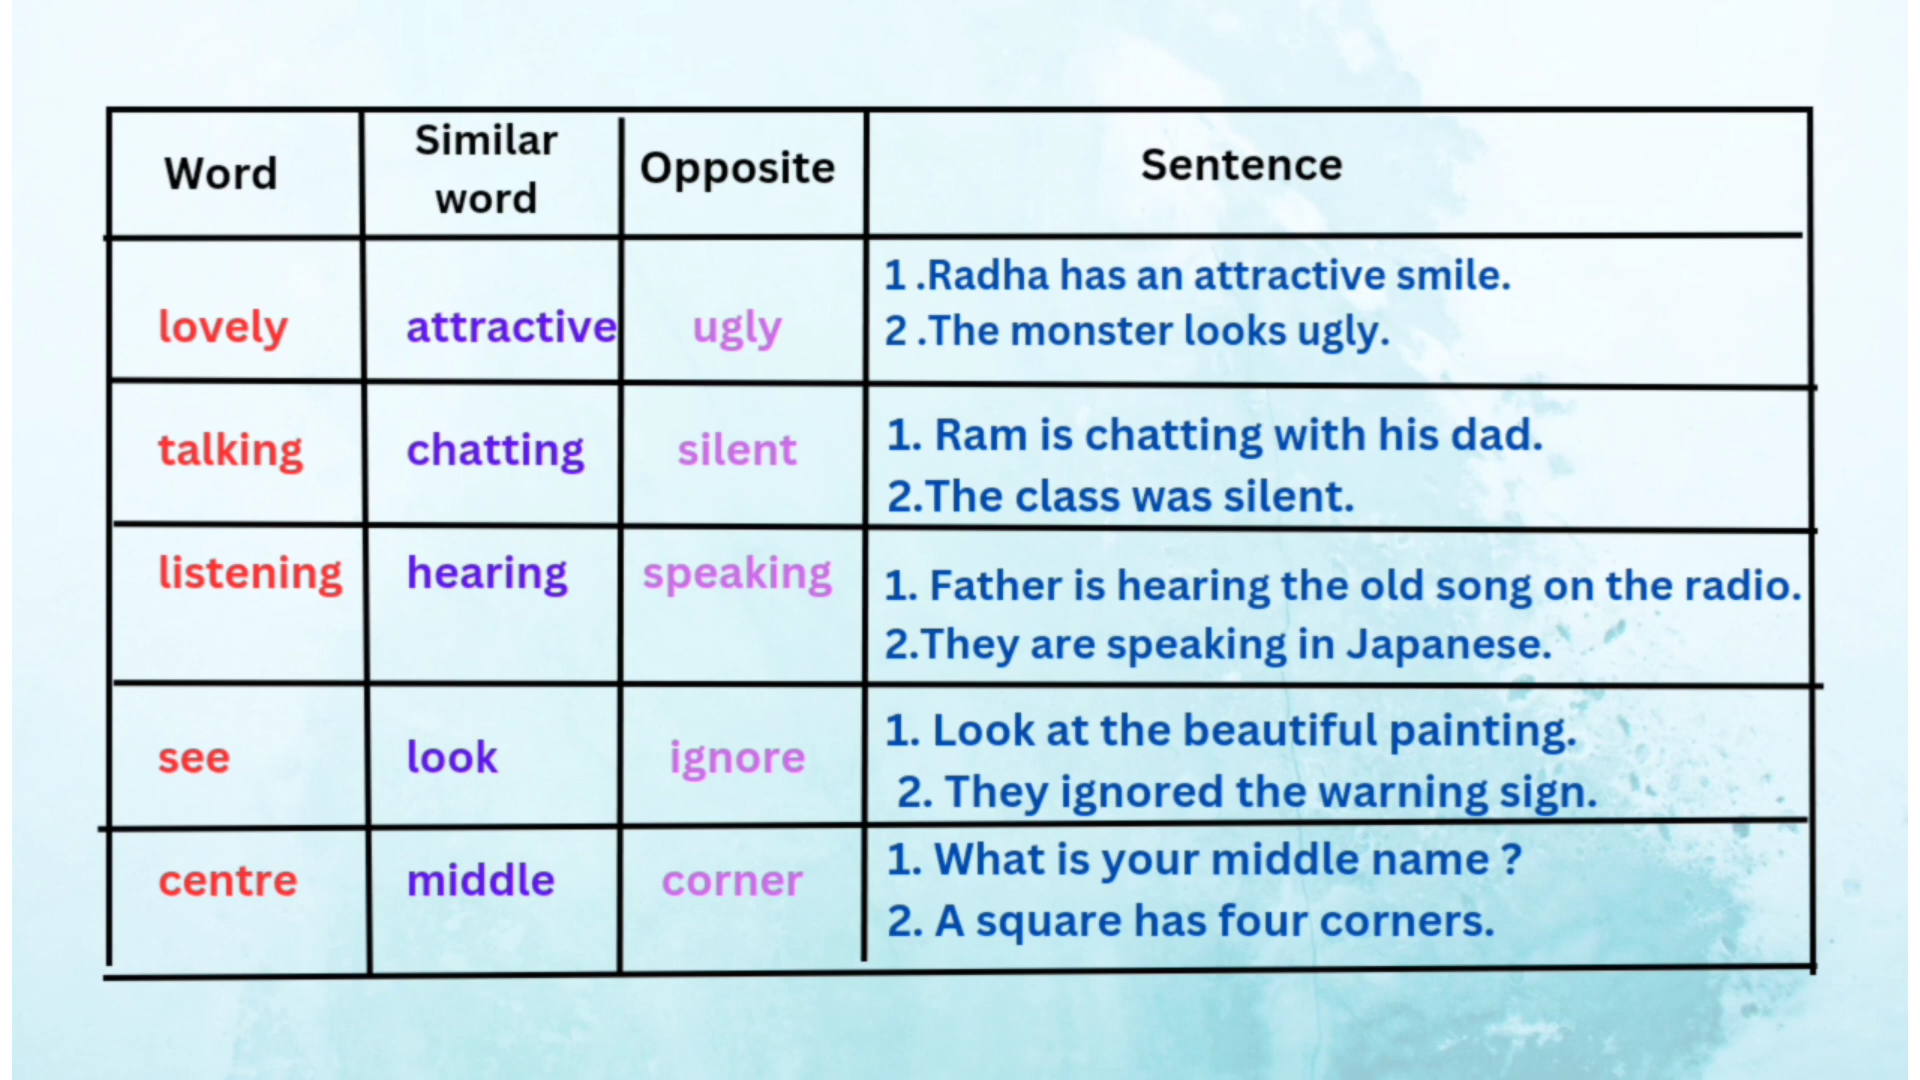 Word
Similar
word
Opposite
Sentence
lovely
attractive
ugly
1 .Radha has an attractive smile.
2 .The monster looks ugly.
talking
chatting
silent
1. Ram is chatting with his dad.
2.The class was silent.
listening
hearing
speaking
1. Father is hearing the old song on the radio.
2.They are speaking in Japanese.
see
look
ignore
1. Look at the beautiful painting.
2. They ignored the warning sign.
centre
middle
corner
1. What is your middle name ?
2. A square has four corners.